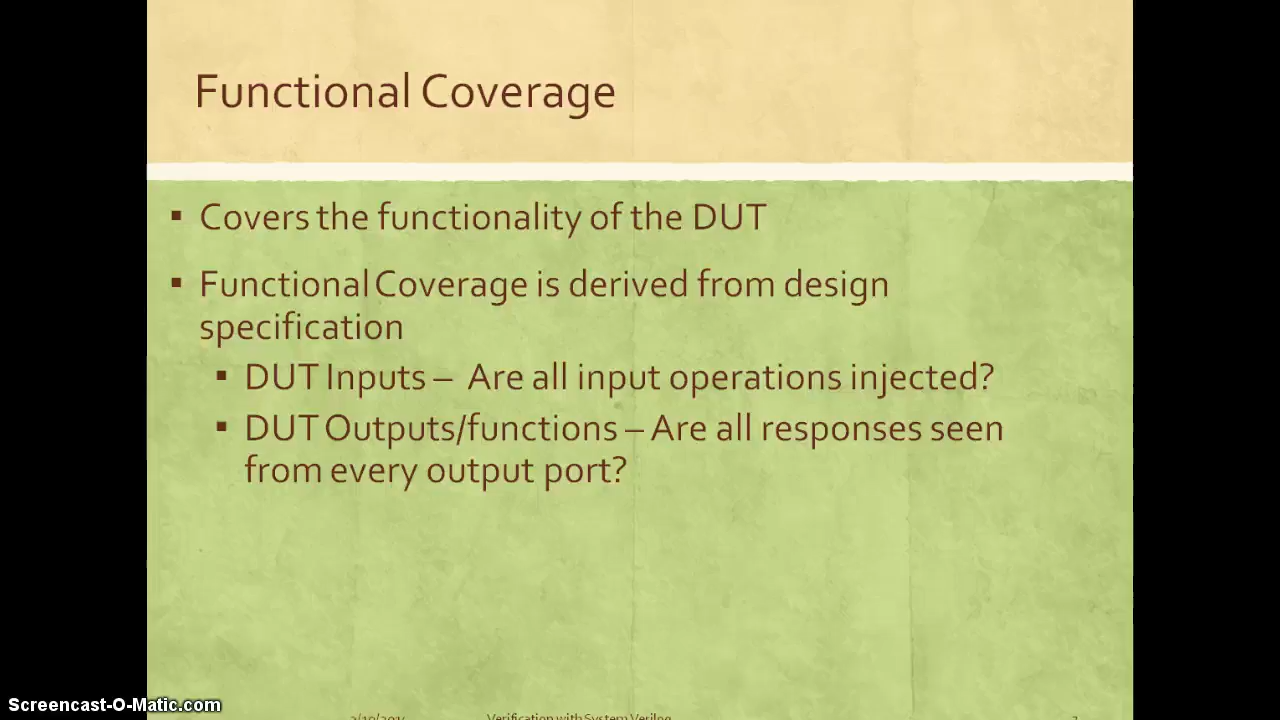 Functional Coverage
▪ Covers the functionality of the DUT
▪ Functional Coverage is derived from design
specification
▪ DUT Inputs – Are all input operations injected?
▪ DUT Outputs/functions – Are all responses seen
from every output port?
Screencast-O-Matic.com
Verification with System Verilog